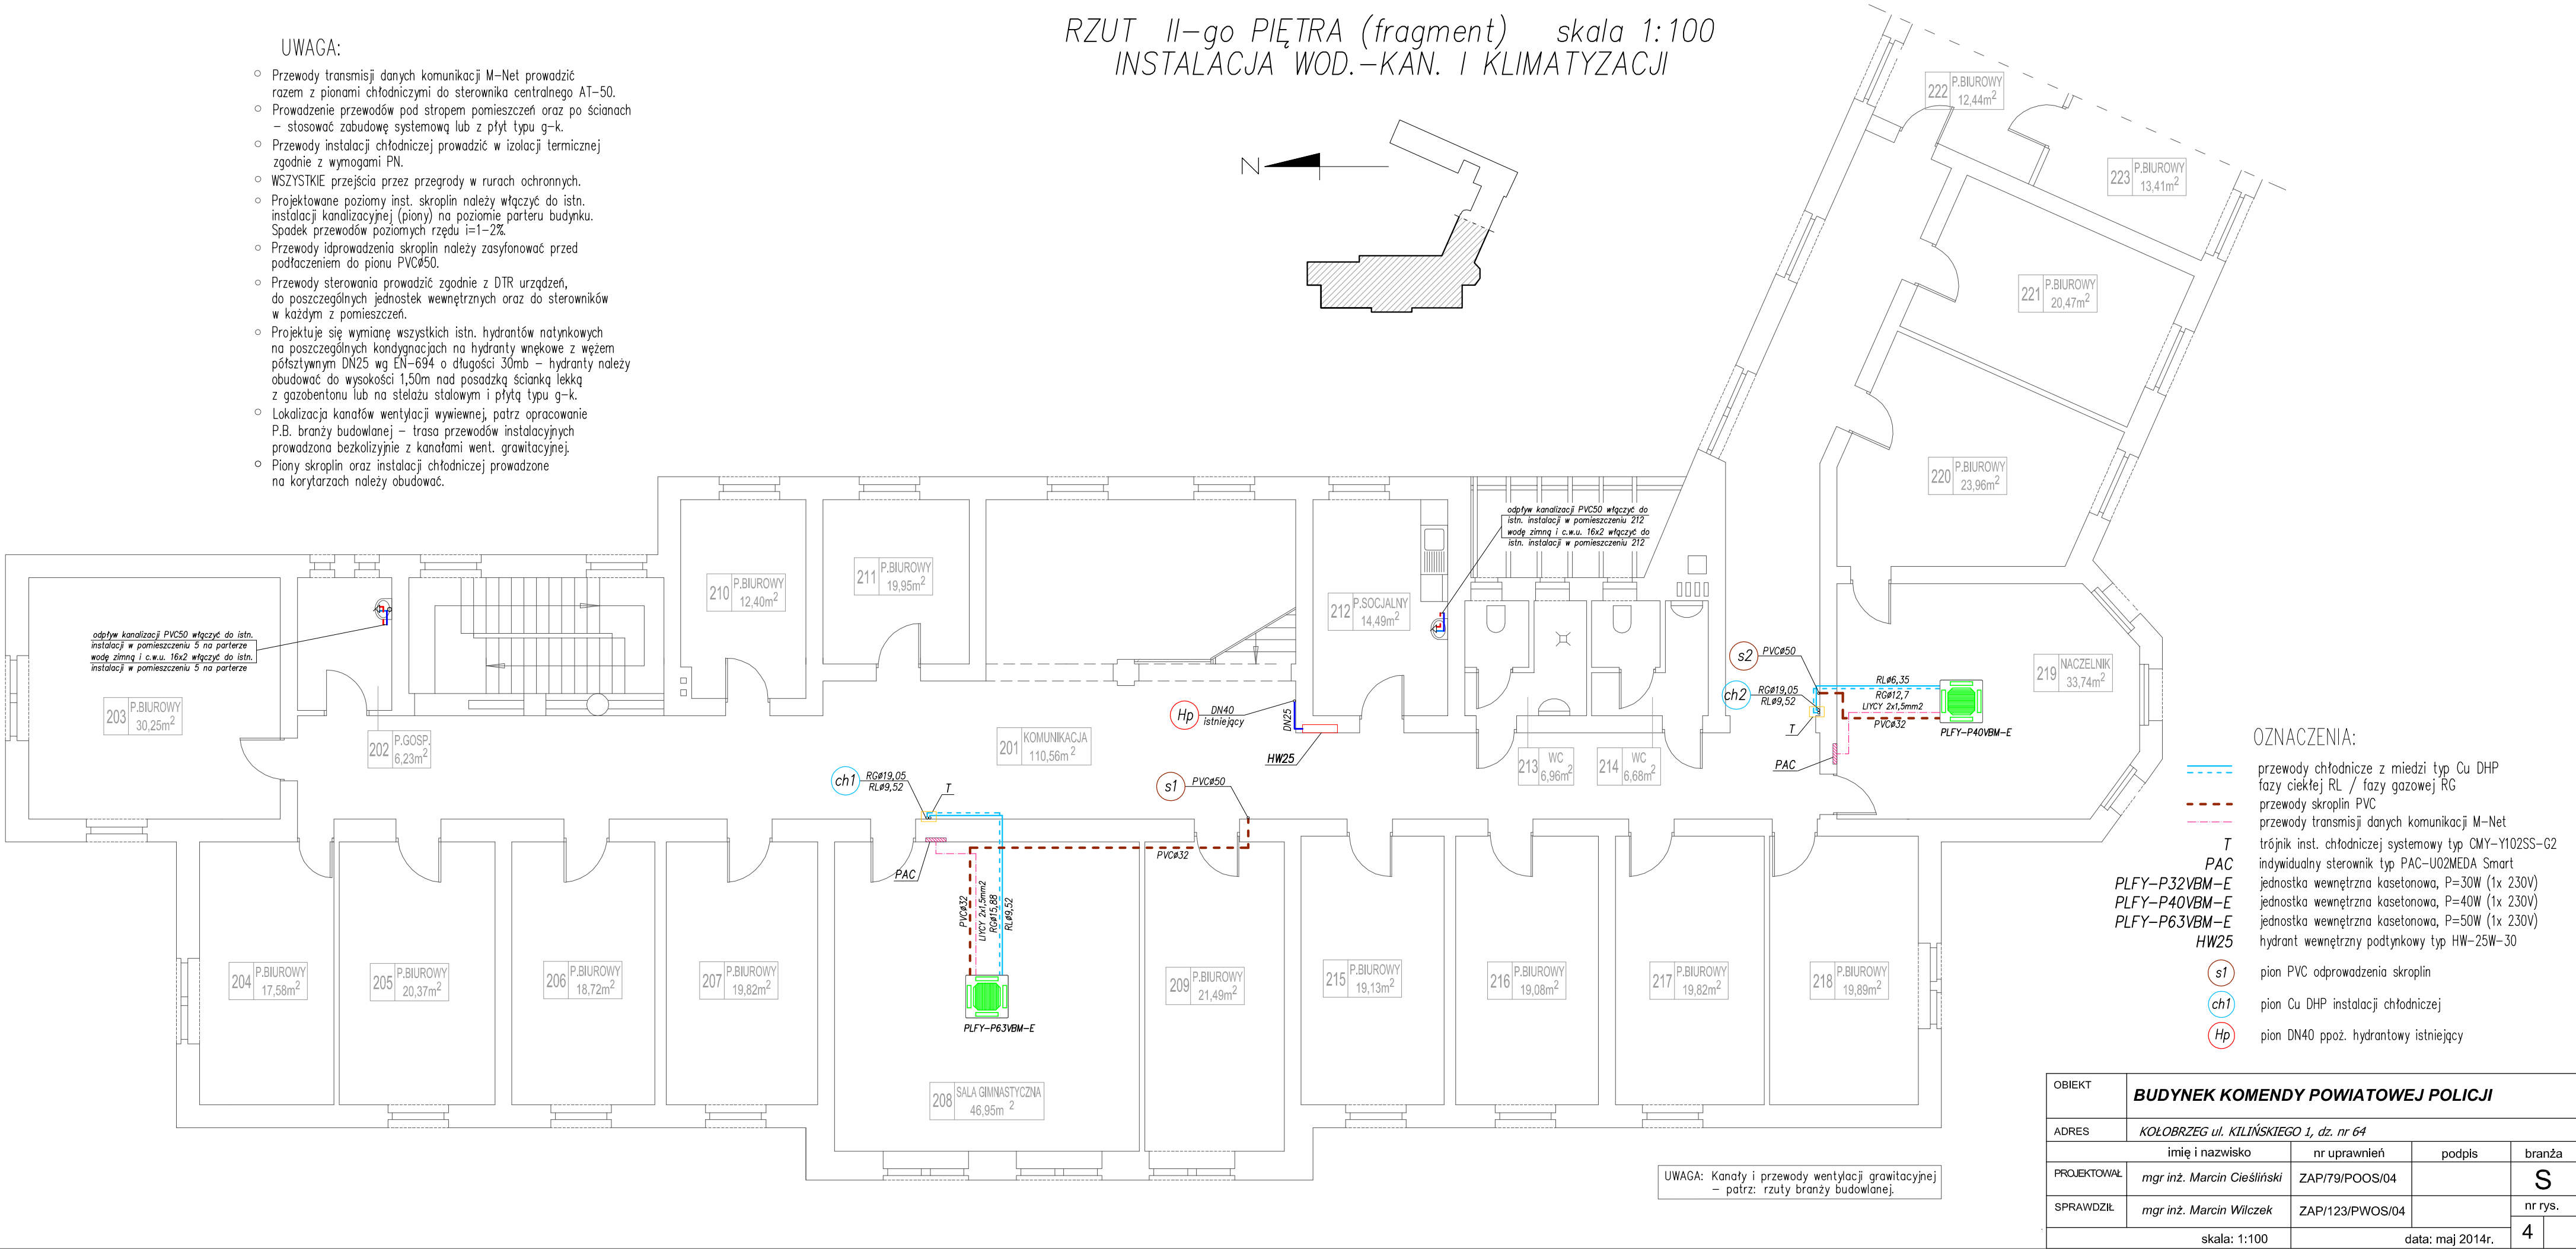 RZUT II-go PIĘTRA (fragment) skala 1:100
INSTALACJA WOD.-KAN. I KLIMATYZACJI
UWAGA:
○ Przewody transmisji danych komunikacji M-Net prowadzić
razem z pionami chłodniczymi do sterownika centralnego AT-50.
○ Prowadzenie przewodów pod stropem pomieszczeń oraz po ścianach
- stosować zabudowę systemową lub z płyt typu g-k.
○ Przewody instalacji chłodniczej prowadzić w izolacji termicznej
zgodnie z wymogami PN.
○ WSZYSTKIE przejścia przez przegrody w rurach ochronnych.
○ Projektowane poziomy inst. skroplin należy włączyć do istn.
instalacji kanalizacyjnej (piony) na poziomie parteru budynku.
Spadek przewodów poziomych rzędu i=1-2%.
○ Przewody idprowadzenia skroplin należy zasyfonować przed
podłaczeniem do pionu PVCø50.
○ Przewody sterowania prowadzić zgodnie z DTR urządzeń,
do poszczególnych jednostek wewnętrznych oraz do sterowników
w każdym z pomieszczeń.
○ Projektuje się wymianę wszystkich istn. hydrantów natynkowych
na poszczególnych kondygnacjach na hydranty wnękowe z wężem
półsztywnym DN25 wg EN-694 o długości 30mb - hydranty należy
obudować do wysokości 1,50m nad posadzką ścianką lekką
z gazobentonu lub na stelażu stalowym i płytą typu g-k.
○ Lokalizacja kanałów wentylacji wywiewnej, patrz opracowanie
P.B. branży budowlanej - trasa przewodów instalacyjnych
prowadzona bezkolizyjnie z kanałami went. grawitacyjnej.
○ Piony skroplin oraz instalacji chłodniczej prowadzone
na korytarzach należy obudować.
N
222 P.BIUROWY
12,44m2
223 P.BIUROWY
13,41m2
221 P.BIUROWY
20,47m2
220 P.BIUROWY
23,96m2
219 NACZELNIK
33,74m2
odpływ kanalizacji PVC50 włączyć do
istn. instalacji w pomieszczeniu 212
wodę zimną i c.w.u. 16x2 włączyć do
istn. instalacji w pomieszczeniu 212
210 P.BIUROWY
12,40m2
211 P.BIUROWY
19,95m2
212 P.SOCJALNY
14,49m2
odpływ kanalizacji PVC50 włączyć do istn.
instalacji w pomieszczeniu 5 na parterze
wodę zimną i c.w.u. 16x2 włączyć do istn.
instalacji w pomieszczeniu 5 na parterze
203 P.BIUROWY
30,25m2
202 P.GOSP.
6,23m2
201 KOMUNIKACJA
110,56m2
Hp DN40
istniejący
DN25
HW25
213 WC
6,96m2
214 WC
6,68m2
s2 PVCø50
ch2 RGø19,05
RLø9,52
T
PAC
RLø6,35
RGø12,7
LIYCY 2x1,5mm2
PVCø32
PLFY-P40VBM-E
ch1 RGø19,05
RLø9,52
T
s1 PVCø50
PVCø32
PAC
PVCø32
LIYCY 2x1,5mm2
RGø15,88
RLø9,52
PLFY-P63VBM-E
204 P.BIUROWY
17,58m2
205 P.BIUROWY
20,37m2
206 P.BIUROWY
18,72m2
207 P.BIUROWY
19,82m2
208 SALA GIMNASTYCZNA
46,95m2
209 P.BIUROWY
21,49m2
215 P.BIUROWY
19,13m2
216 P.BIUROWY
19,08m2
217 P.BIUROWY
19,82m2
218 P.BIUROWY
19,89m2
OZNACZENIA:
przewody chłodnicze z miedzi typ Cu DHP
fazy ciekłej RL / fazy gazowej RG
przewody skroplin PVC
przewody transmisji danych komunikacji M-Net
T trójnik inst. chłodniczej systemowy typ CMY-Y102SS-G2
PAC indywidualny sterownik typ PAC-U02MEDA Smart
PLFY-P32VBM-E jednostka wewnętrzna kasetonowa, P=30W (1x 230V)
PLFY-P40VBM-E jednostka wewnętrzna kasetonowa, P=40W (1x 230V)
PLFY-P63VBM-E jednostka wewnętrzna kasetonowa, P=50W (1x 230V)
HW25 hydrant wewnętrzny podtynkowy typ HW-25W-30
s1 pion PVC odprowadzenia skroplin
ch1 pion Cu DHP instalacji chłodniczej
Hp pion DN40 ppoż. hydrantowy istniejący
UWAGA: Kanały i przewody wentylacji grawitacyjnej
- patrz: rzuty branży budowlanej.
OBIEKT BUDYNEK KOMENDY POWIATOWEJ POLICJI
ADRES KOŁOBRZEG ul. KILIŃSKIEGO 1, dz. nr 64
imię i nazwisko nr uprawnień podpis branża
PROJEKTOWAŁ mgr inż. Marcin Cieśliński ZAP/79/POOS/04 S
SPRAWDZIŁ mgr inż. Marcin Wilczek ZAP/123/PWOS/04 nr rys.
skala: 1:100 data: maj 2014r. 4